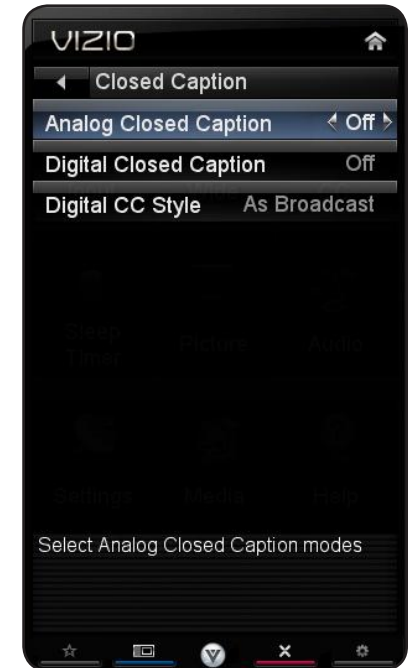 VIZIO
Closed Caption
Analog Closed Caption Off
Digital Closed Caption Off
Digital CC Style As Broadcast
Sleep Timer
Picture
Audio
Settings
Media
Help
Select Analog Closed Caption modes
V